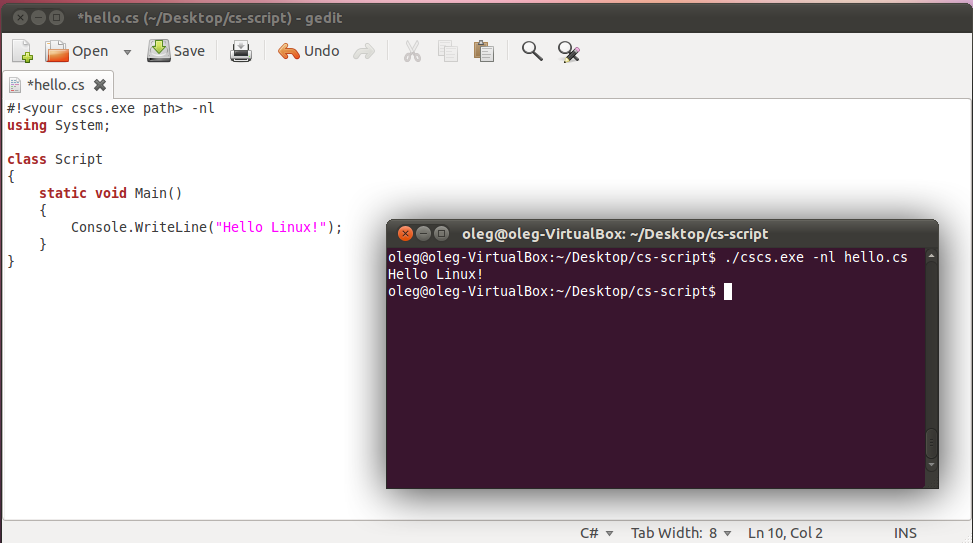 *hello.cs (~/Desktop/cs-script) - gedit
Open Save Undo
*hello.cs
#!<your cscs.exe path> -nl
using System;
class Script
{
    static void Main()
    {
        Console.WriteLine("Hello Linux!");
    }
}
oleg@oleg-VirtualBox: ~/Desktop/cs-script
oleg@oleg-VirtualBox:~/Desktop/cs-script$ ./cscs.exe -nl hello.cs
Hello Linux!
oleg@oleg-VirtualBox:~/Desktop/cs-script$
C# Tab Width: 8 Ln 10, Col 2 INS